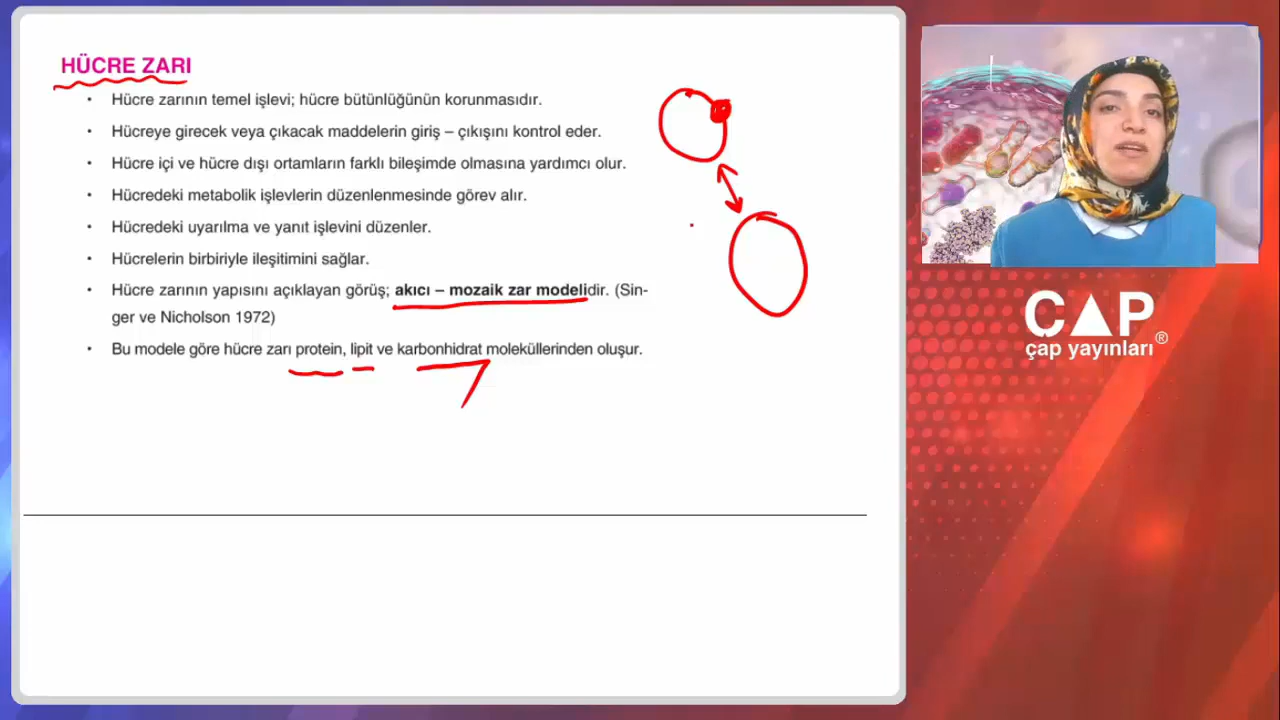 HÜCRE ZARI
• Hücre zarının temel işlevi; hücre bütünlüğünün korunmasıdır.
• Hücreye girecek veya çıkacak maddelerin giriş – çıkışını kontrol eder.
• Hücre içi ve hücre dışı ortamların farklı bileşimde olmasına yardımcı olur.
• Hücredeki metabolik işlevlerin düzenlenmesinde görev alır.
• Hücredeki uyarılma ve yanıt işlevini düzenler.
• Hücrelerin birbiriyle ileşitimini sağlar.
• Hücre zarının yapısını açıklayan görüş; akıcı – mozaik zar modelidir. (Sin-
ger ve Nicholson 1972)
• Bu modele göre hücre zarı protein, lipit ve karbonhidrat moleküllerinden oluşur.
ÇAP
çap yayınları®